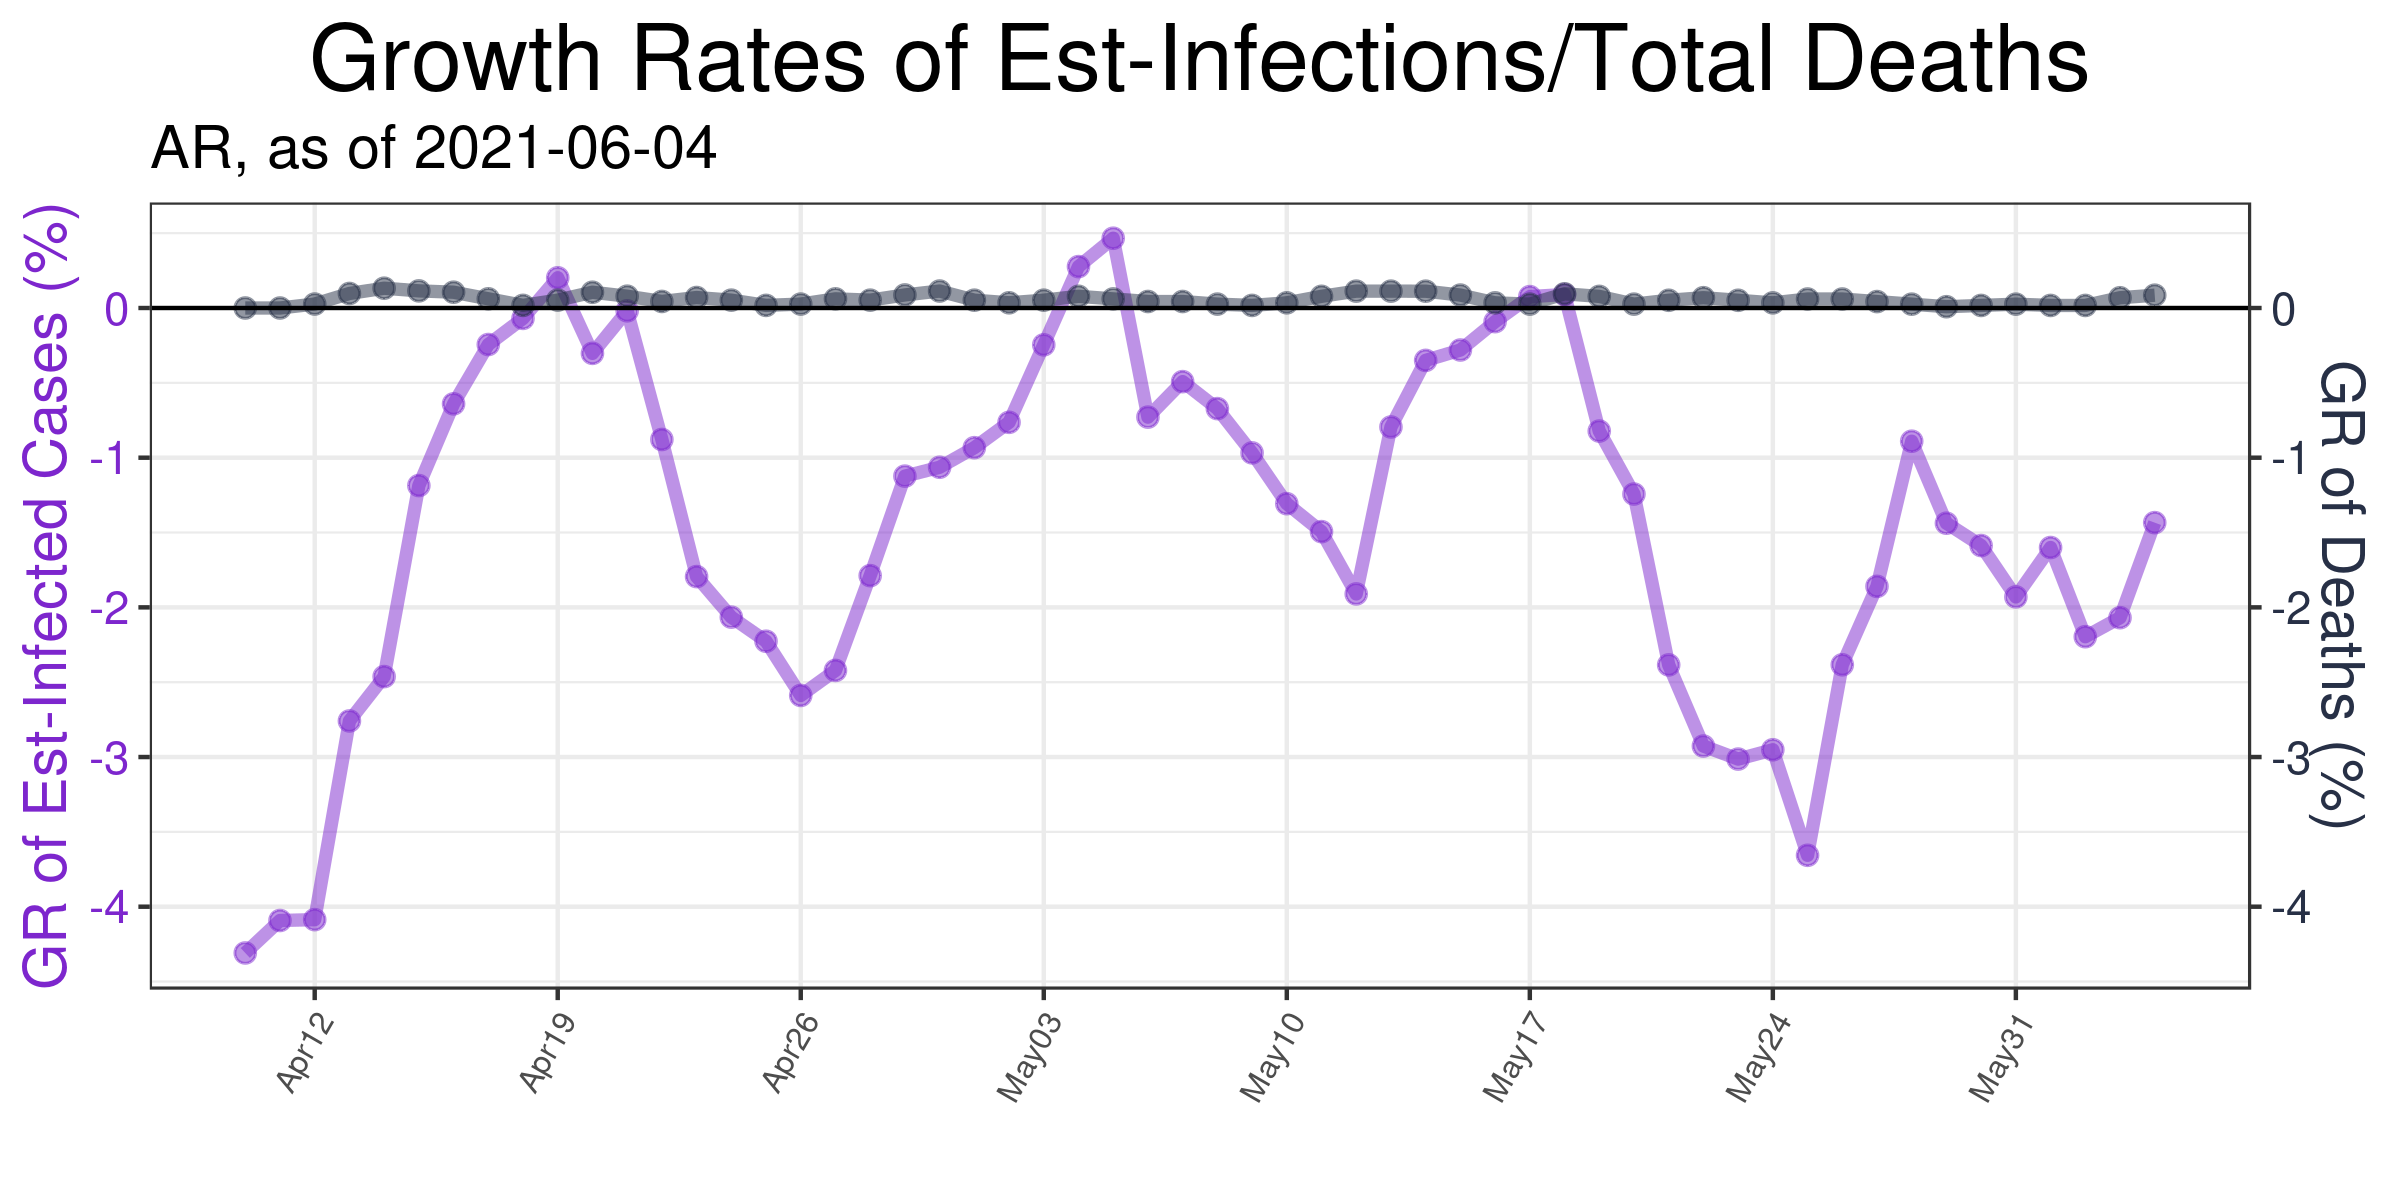 Growth Rates of Est-Infections/Total Deaths
AR, as of 2021-06-04
GR of Est-Infected Cases (%)
0
-1
-2
-3
-4
0
-1
-2
-3
-4
GR of Deaths (%)
Apr12
Apr19
Apr26
May03
May10
May17
May24
May31